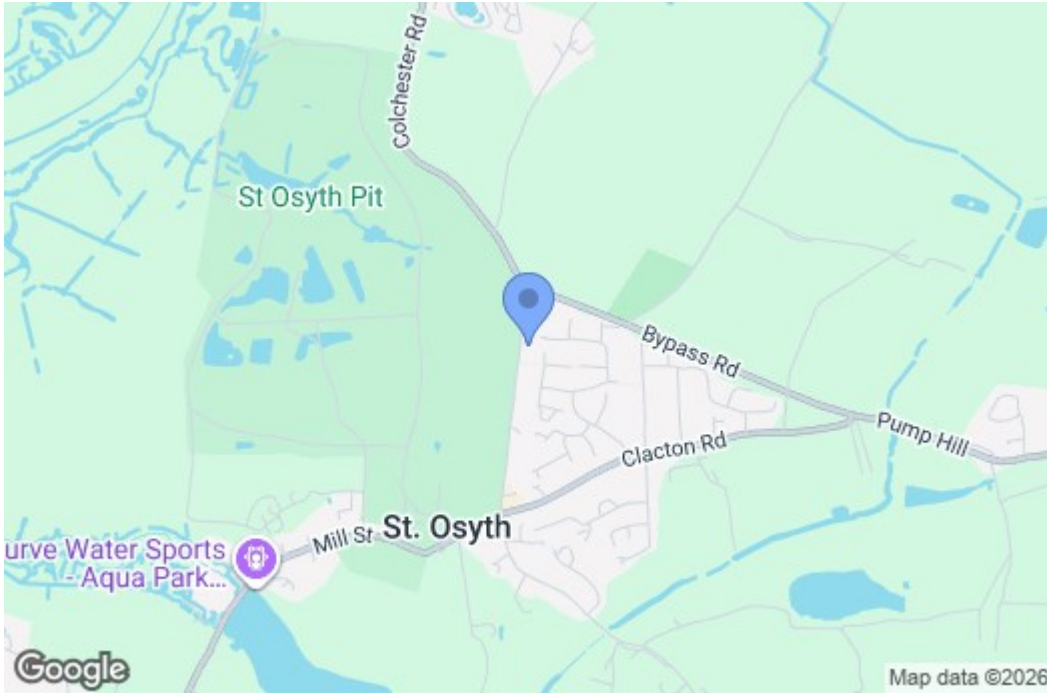 Colchester Rd
St Osyth Pit
Bypass Rd
Pump Hill
Clacton Rd
St. Osyth
Mill St
urve Water Sports
- Aqua Park...
Google
Map data ©2026